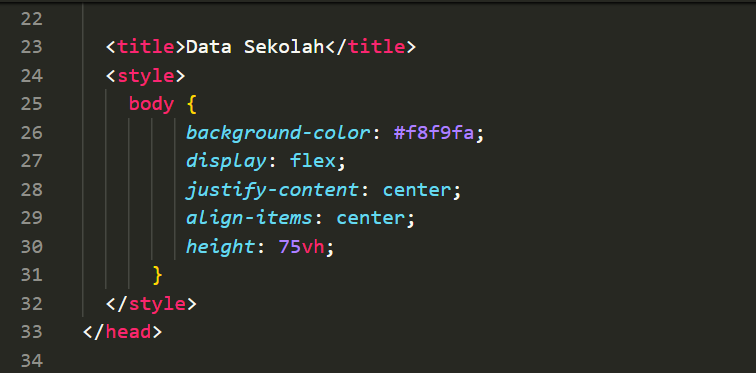 22
23 <title>Data Sekolah</title>
24 <style>
25 body {
26 background-color: #f8f9fa;
27 display: flex;
28 justify-content: center;
29 align-items: center;
30 height: 75vh;
31 }
32 </style>
33 </head>
34